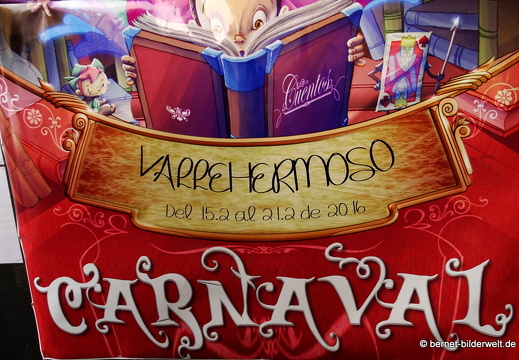 Cuentos
VALLEHERMOSO
Del 15.2 al 21.2 de 2016
CARNAVAL
© bernet-bilderwelt.de